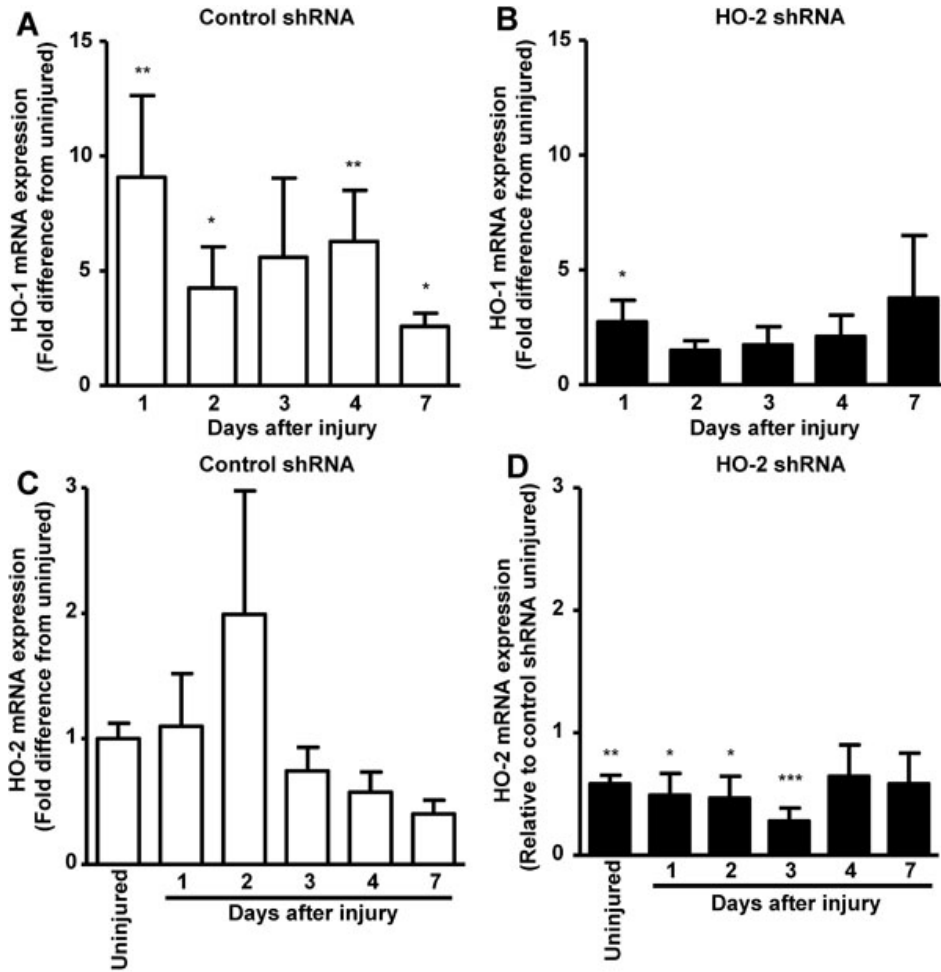 A
Control shRNA
HO-1 mRNA expression
(Fold difference from uninjured)
15
10
5
0
**
*
**
*
1 2 3 4 7
Days after injury
B
HO-2 shRNA
HO-1 mRNA expression
(Fold difference from uninjured)
15
10
5
0
*
1 2 3 4 7
Days after injury
C
Control shRNA
HO-2 mRNA expression
(Fold difference from uninjured)
3
2
1
0
Uninjured
1 2 3 4 7
Days after injury
D
HO-2 shRNA
HO-2 mRNA expression
(Relative to control shRNA uninjured)
3
2
1
0
**
*
*
***
Uninjured
1 2 3 4 7
Days after injury